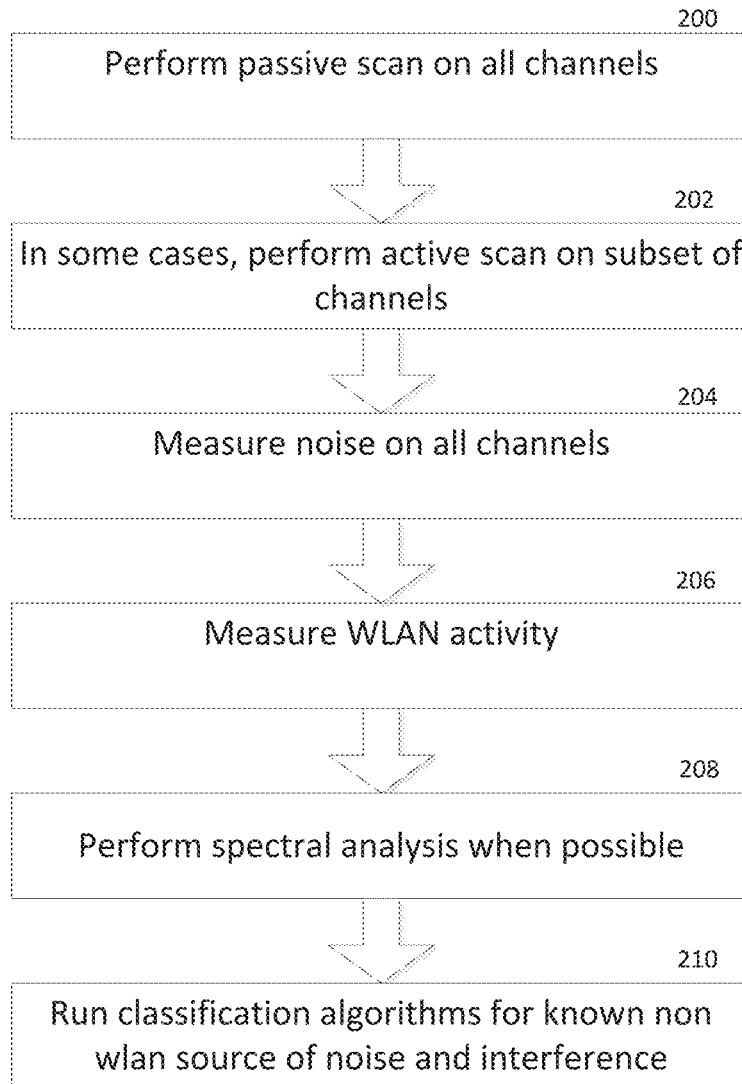 200
Perform passive scan on all channels
202
In some cases, perform active scan on subset of
channels
204
Measure noise on all channels
206
Measure WLAN activity
208
Perform spectral analysis when possible
210
Run classification algorithms for known non
wlan source of noise and interference